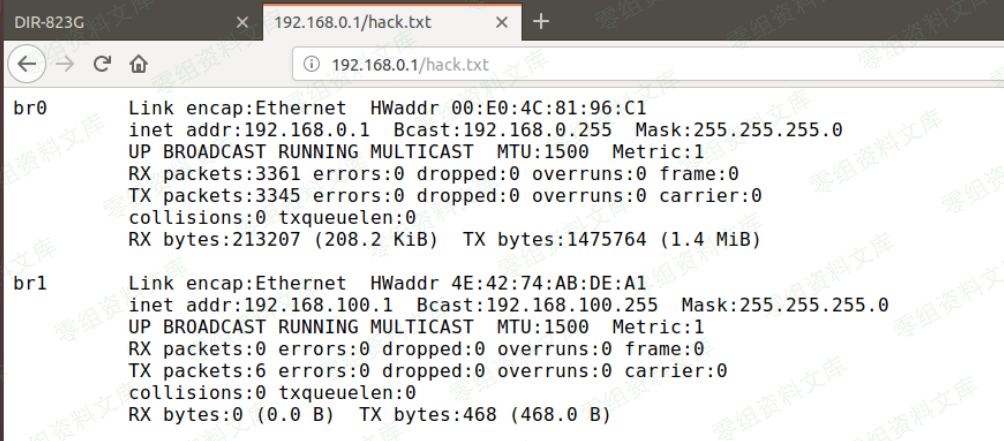 DIR-823G
192.168.0.1/hack.txt
192.168.0.1/hack.txt
br0 Link encap:Ethernet HWaddr 00:E0:4C:81:96:C1
inet addr:192.168.0.1 Bcast:192.168.0.255 Mask:255.255.255.0
UP BROADCAST RUNNING MULTICAST MTU:1500 Metric:1
RX packets:3361 errors:0 dropped:0 overruns:0 frame:0
TX packets:3345 errors:0 dropped:0 overruns:0 carrier:0
collisions:0 txqueuelen:0
RX bytes:213207 (208.2 KiB) TX bytes:1475764 (1.4 MiB)
br1 Link encap:Ethernet HWaddr 4E:42:74:AB:DE:A1
inet addr:192.168.100.1 Bcast:192.168.100.255 Mask:255.255.255.0
UP BROADCAST RUNNING MULTICAST MTU:1500 Metric:1
RX packets:0 errors:0 dropped:0 overruns:0 frame:0
TX packets:6 errors:0 dropped:0 overruns:0 carrier:0
collisions:0 txqueuelen:0
RX bytes:0 (0.0 B) TX bytes:468 (468.0 B)
零组资料文库